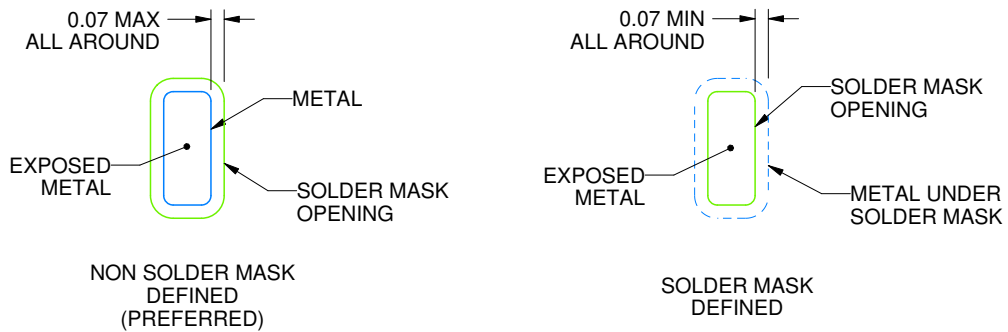 0.07 MAX
ALL AROUND
METAL
EXPOSED
METAL
SOLDER MASK
OPENING
NON SOLDER MASK
DEFINED
(PREFERRED)
0.07 MIN
ALL AROUND
SOLDER MASK
OPENING
EXPOSED
METAL
METAL UNDER
SOLDER MASK
SOLDER MASK
DEFINED